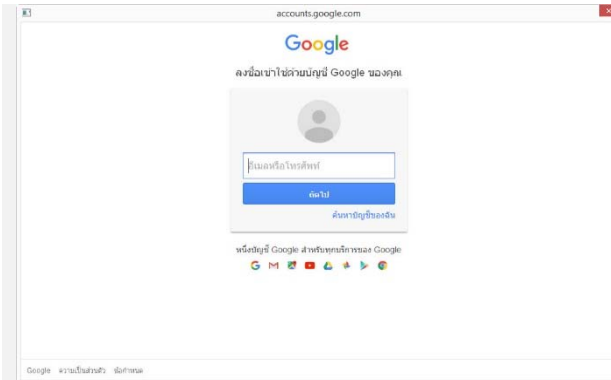 accounts.google.com
Google
ลงชื่อเข้าใช้ด้วยบัญชี Google ของคุณ
อีเมลหรือโทรศัพท์
ถัดไป
ค้นหาบัญชีของฉัน
หนึ่งบัญชี Google สำหรับทุกบริการของ Google
Google ความเป็นส่วนตัว ข้อกำหนด